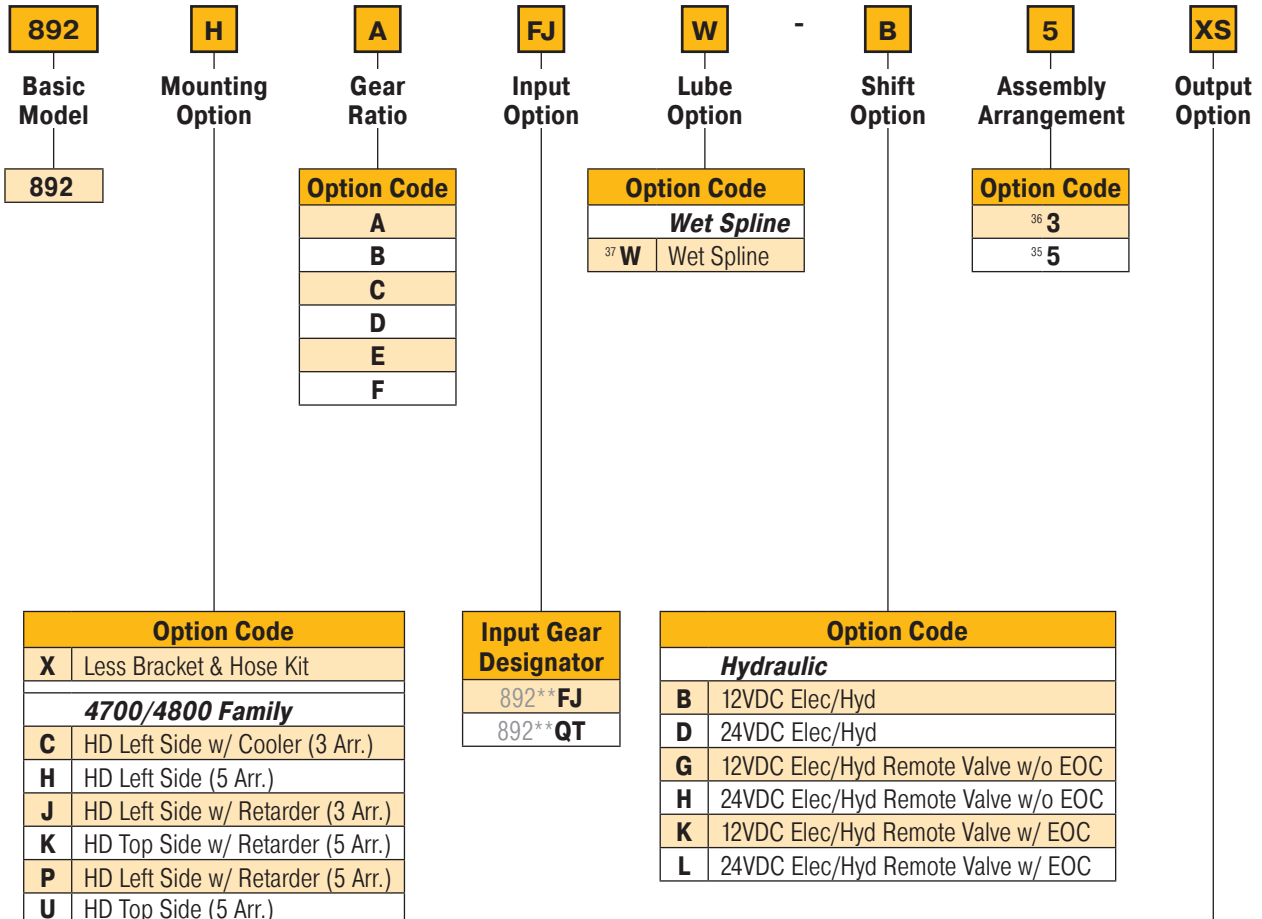 892 H A FJ W - B 5 XS
Basic Model
Mounting Option
Gear Ratio
Input Option
Lube Option
Shift Option
Assembly Arrangement
Output Option
892
Option Code
A
B
C
D
E
F
Option Code
Wet Spline
37 W Wet Spline
Option Code
36 3
35 5
Option Code
X Less Bracket & Hose Kit
4700/4800 Family
C HD Left Side w/ Cooler (3 Arr.)
H HD Left Side (5 Arr.)
J HD Left Side w/ Retarder (3 Arr.)
K HD Top Side w/ Retarder (5 Arr.)
P HD Left Side w/ Retarder (5 Arr.)
U HD Top Side (5 Arr.)
Input Gear
Designator
892**FJ
892**QT
Option Code
Hydraulic
B 12VDC Elec/Hyd
D 24VDC Elec/Hyd
G 12VDC Elec/Hyd Remote Valve w/o EOC
H 24VDC Elec/Hyd Remote Valve w/o EOC
K 12VDC Elec/Hyd Remote Valve w/ EOC
L 24VDC Elec/Hyd Remote Valve w/ EOC